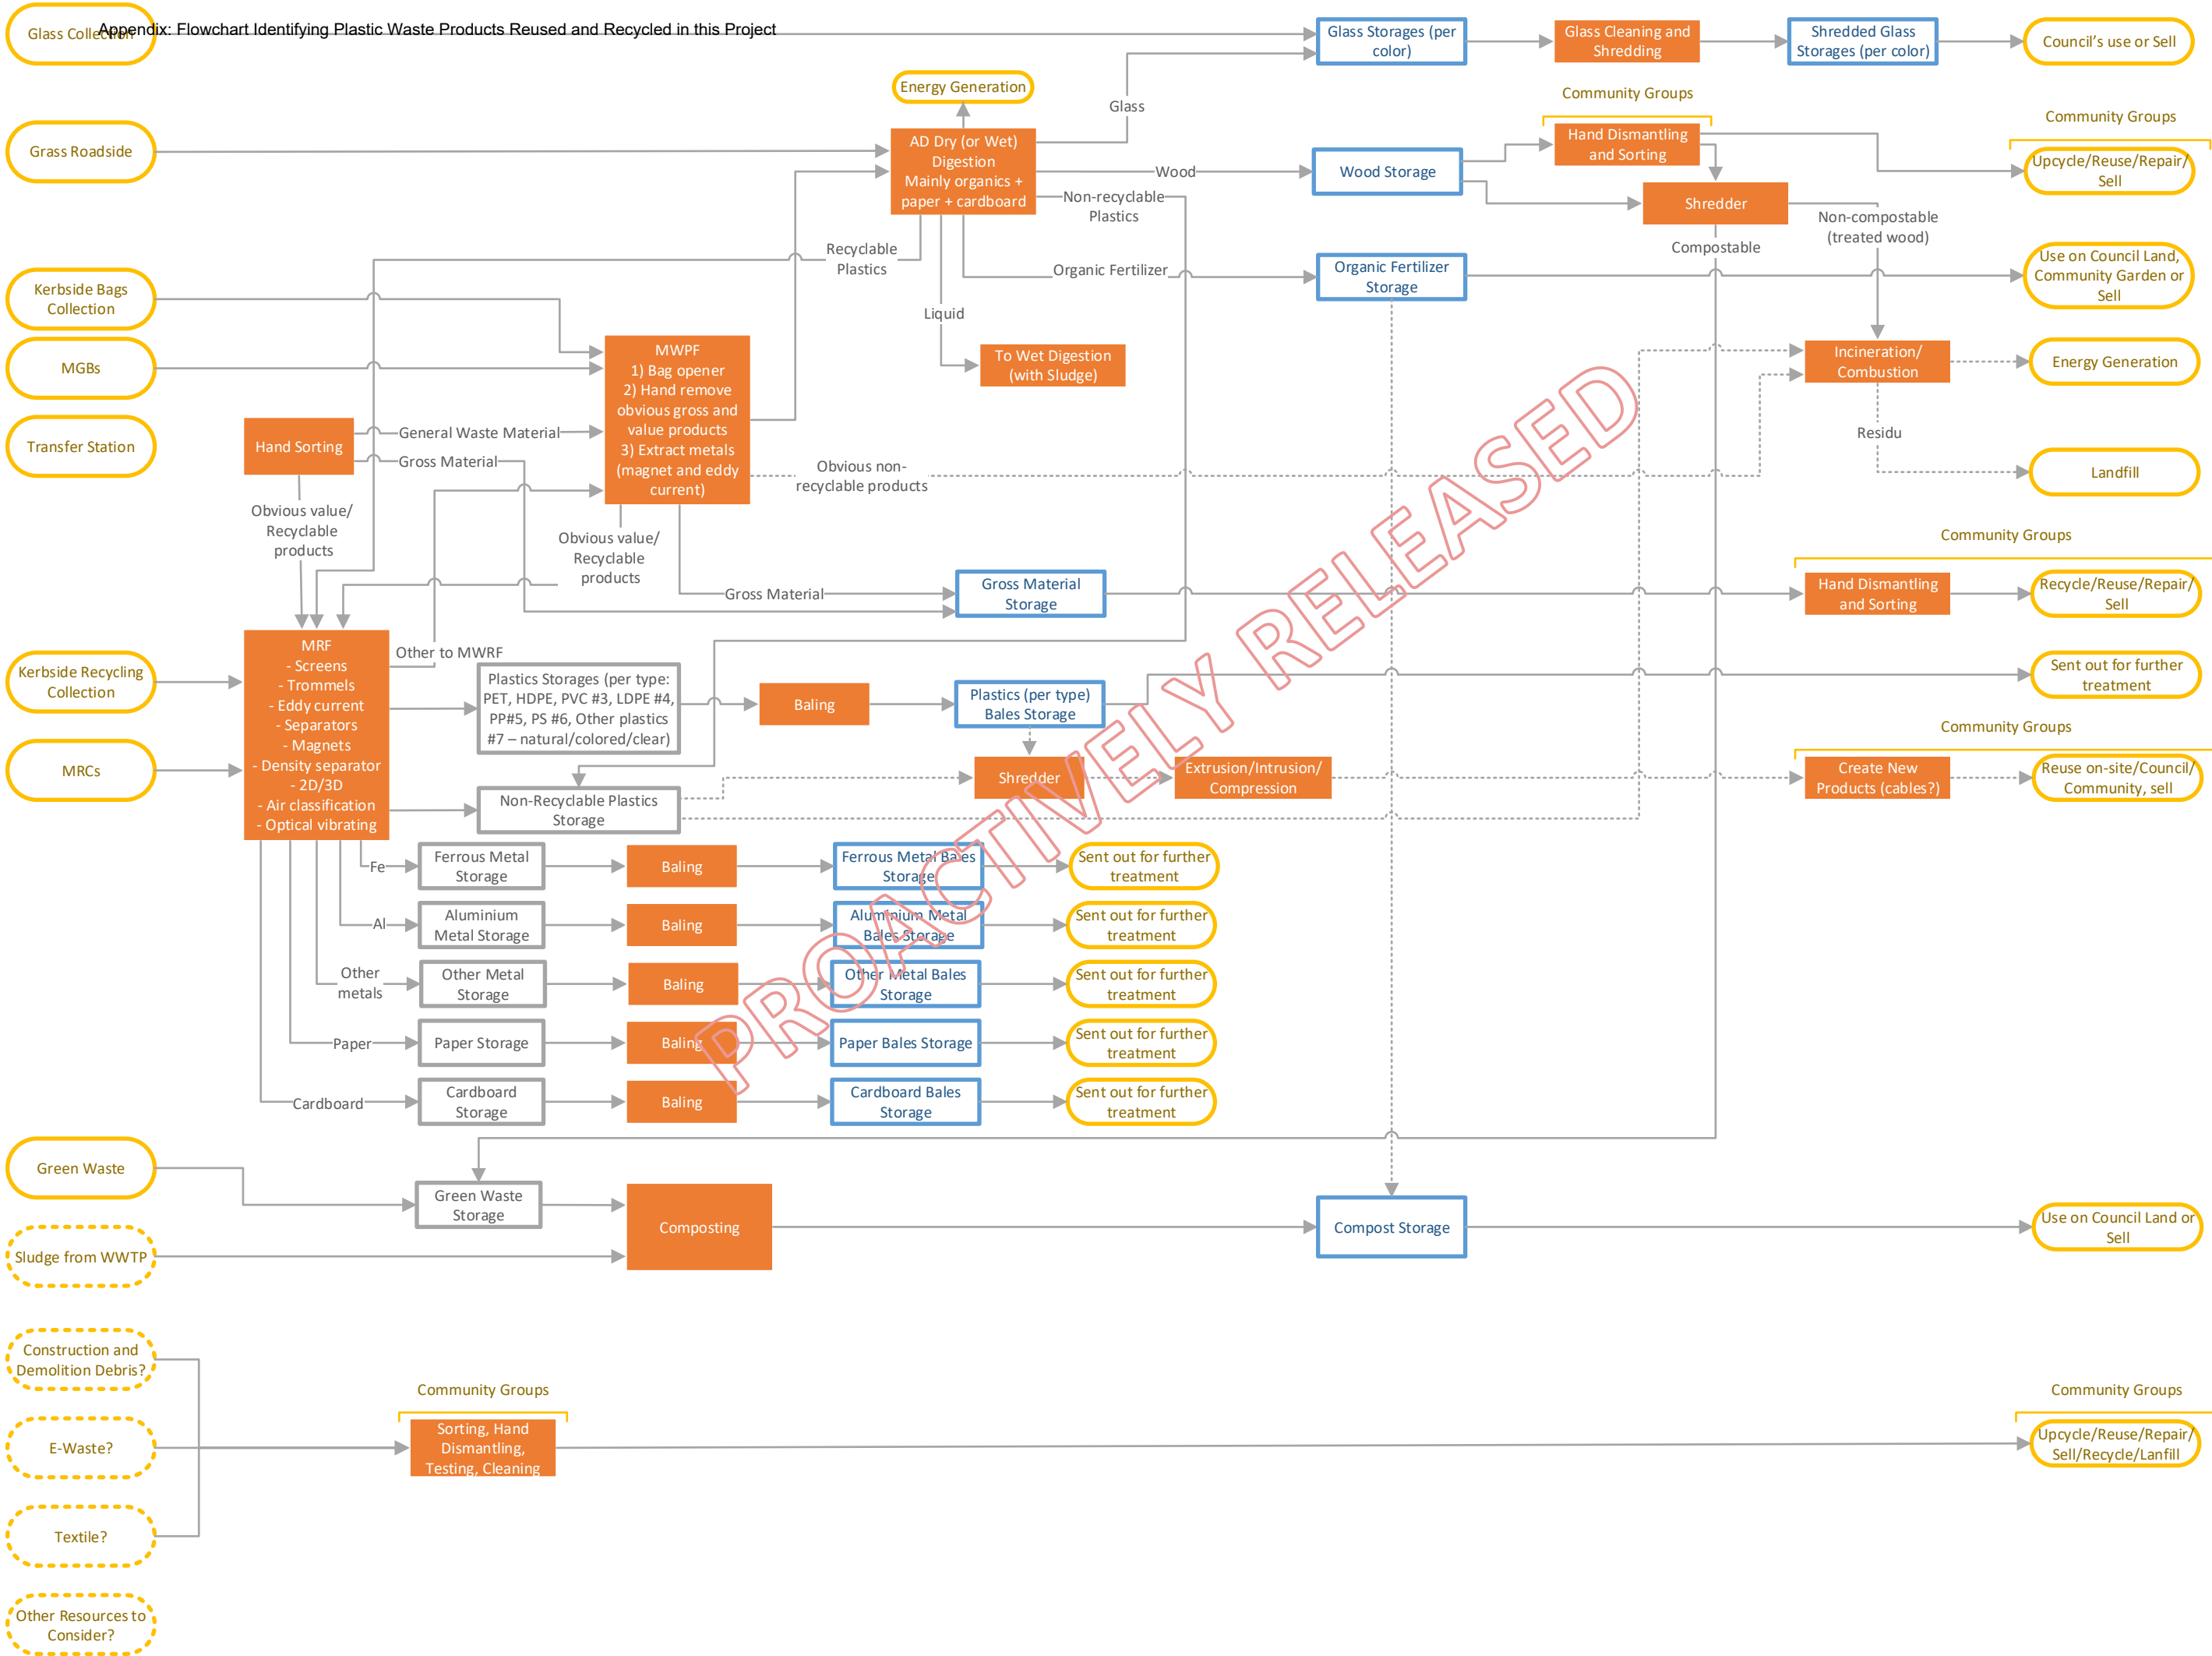 Appendix: Flowchart Identifying Plastic Waste Products Reused and Recycled in this Project
Glass Collection
Glass Storages (per
color)
Glass Cleaning and
Shredding
Shredded Glass
Storages (per color)
Council's use or Sell
Energy Generation
Glass
Community Groups
Community Groups
Grass Roadside
AD Dry (or Wet)
Digestion
Mainly organics +
paper + cardboard
Wood
Wood Storage
Hand Dismantling
and Sorting
Upcycle/Reuse/Repair/
Sell
Non-recyclable
Plastics
Shredder
Non-compostable
(treated wood)
Compostable
Recyclable
Plastics
Organic Fertilizer
Organic Fertilizer
Storage
Use on Council Land,
Community Garden or
Sell
Kerbside Bags
Collection
Liquid
MGBs
MWPF
1) Bag opener
2) Hand remove
obvious gross and
value products
3) Extract metals
(magnet and eddy
current)
To Wet Digestion
(with Sludge)
Incineration/
Combustion
Energy Generation
Transfer Station
Hand Sorting
General Waste Material
Gross Material
Obvious non-
recyclable products
Residu
Landfill
Obvious value/
Recyclable
products
Obvious value/
Recyclable
products
Community Groups
Gross Material
Gross Material
Storage
Hand Dismantling
and Sorting
Recycle/Reuse/Repair/
Sell
Kerbside Recycling
Collection
MRF
- Screens
- Trommels
- Eddy current
- Separators
- Magnets
- Density separator
- 2D/3D
- Air classification
- Optical vibrating
Other to MWRF
Plastics Storages (per type:
PET, HDPE, PVC #3, LDPE #4,
PP#5, PS #6, Other plastics
#7 – natural/colored/clear)
Baling
Plastics (per type)
Bales Storage
Sent out for further
treatment
Community Groups
MRCs
Non-Recyclable Plastics
Storage
Shredder
Extrusion/Intrusion/
Compression
Create New
Products (cables?)
Reuse on-site/Council/
Community, sell
Fe
Ferrous Metal
Storage
Baling
Ferrous Metal Bales
Storage
Sent out for further
treatment
Al
Aluminium
Metal Storage
Baling
Aluminium Metal
Bales Storage
Sent out for further
treatment
Other
metals
Other Metal
Storage
Baling
Other Metal Bales
Storage
Sent out for further
treatment
Paper
Paper Storage
Baling
Paper Bales Storage
Sent out for further
treatment
Cardboard
Cardboard
Storage
Baling
Cardboard Bales
Storage
Sent out for further
treatment
PROACTIVELY RELEASED
Green Waste
Green Waste
Storage
Composting
Compost Storage
Use on Council Land or
Sell
Sludge from WWTP
Construction and
Demolition Debris?
Community Groups
Community Groups
E-Waste?
Sorting, Hand
Dismantling,
Testing, Cleaning
Upcycle/Reuse/Repair/
Sell/Recycle/Lanfill
Textile?
Other Resources to
Consider?